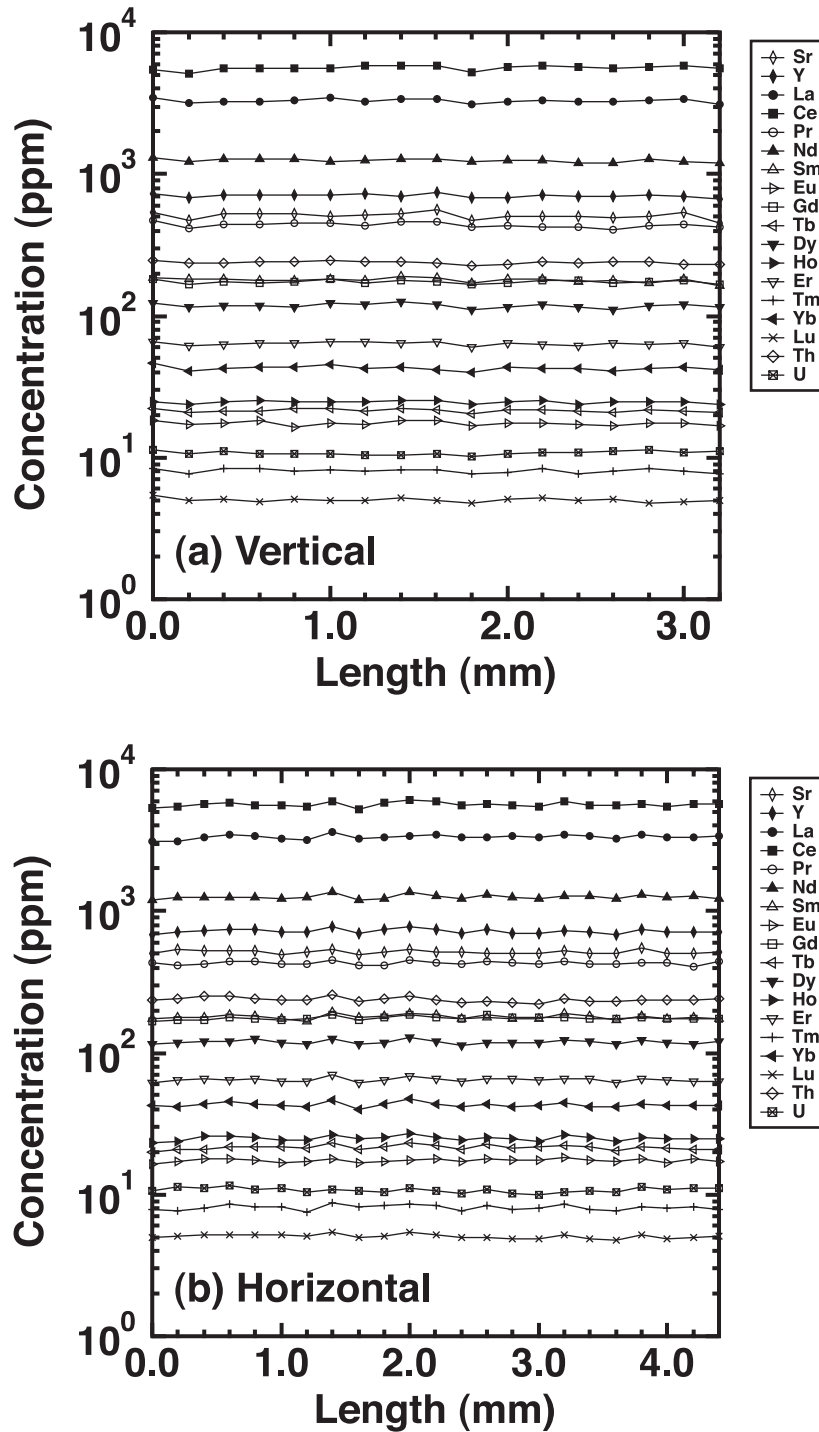 10^4
10^3
10^2
10^1
10^0
Concentration (ppm)
(a) Vertical
0.0 1.0 2.0 3.0
Length (mm)
Sr
Y
La
Ce
Pr
Nd
Sm
Eu
Gd
Tb
Dy
Ho
Er
Tm
Yb
Lu
Th
U
10^4
10^3
10^2
10^1
10^0
Concentration (ppm)
(b) Horizontal
0.0 1.0 2.0 3.0 4.0
Length (mm)
Sr
Y
La
Ce
Pr
Nd
Sm
Eu
Gd
Tb
Dy
Ho
Er
Tm
Yb
Lu
Th
U